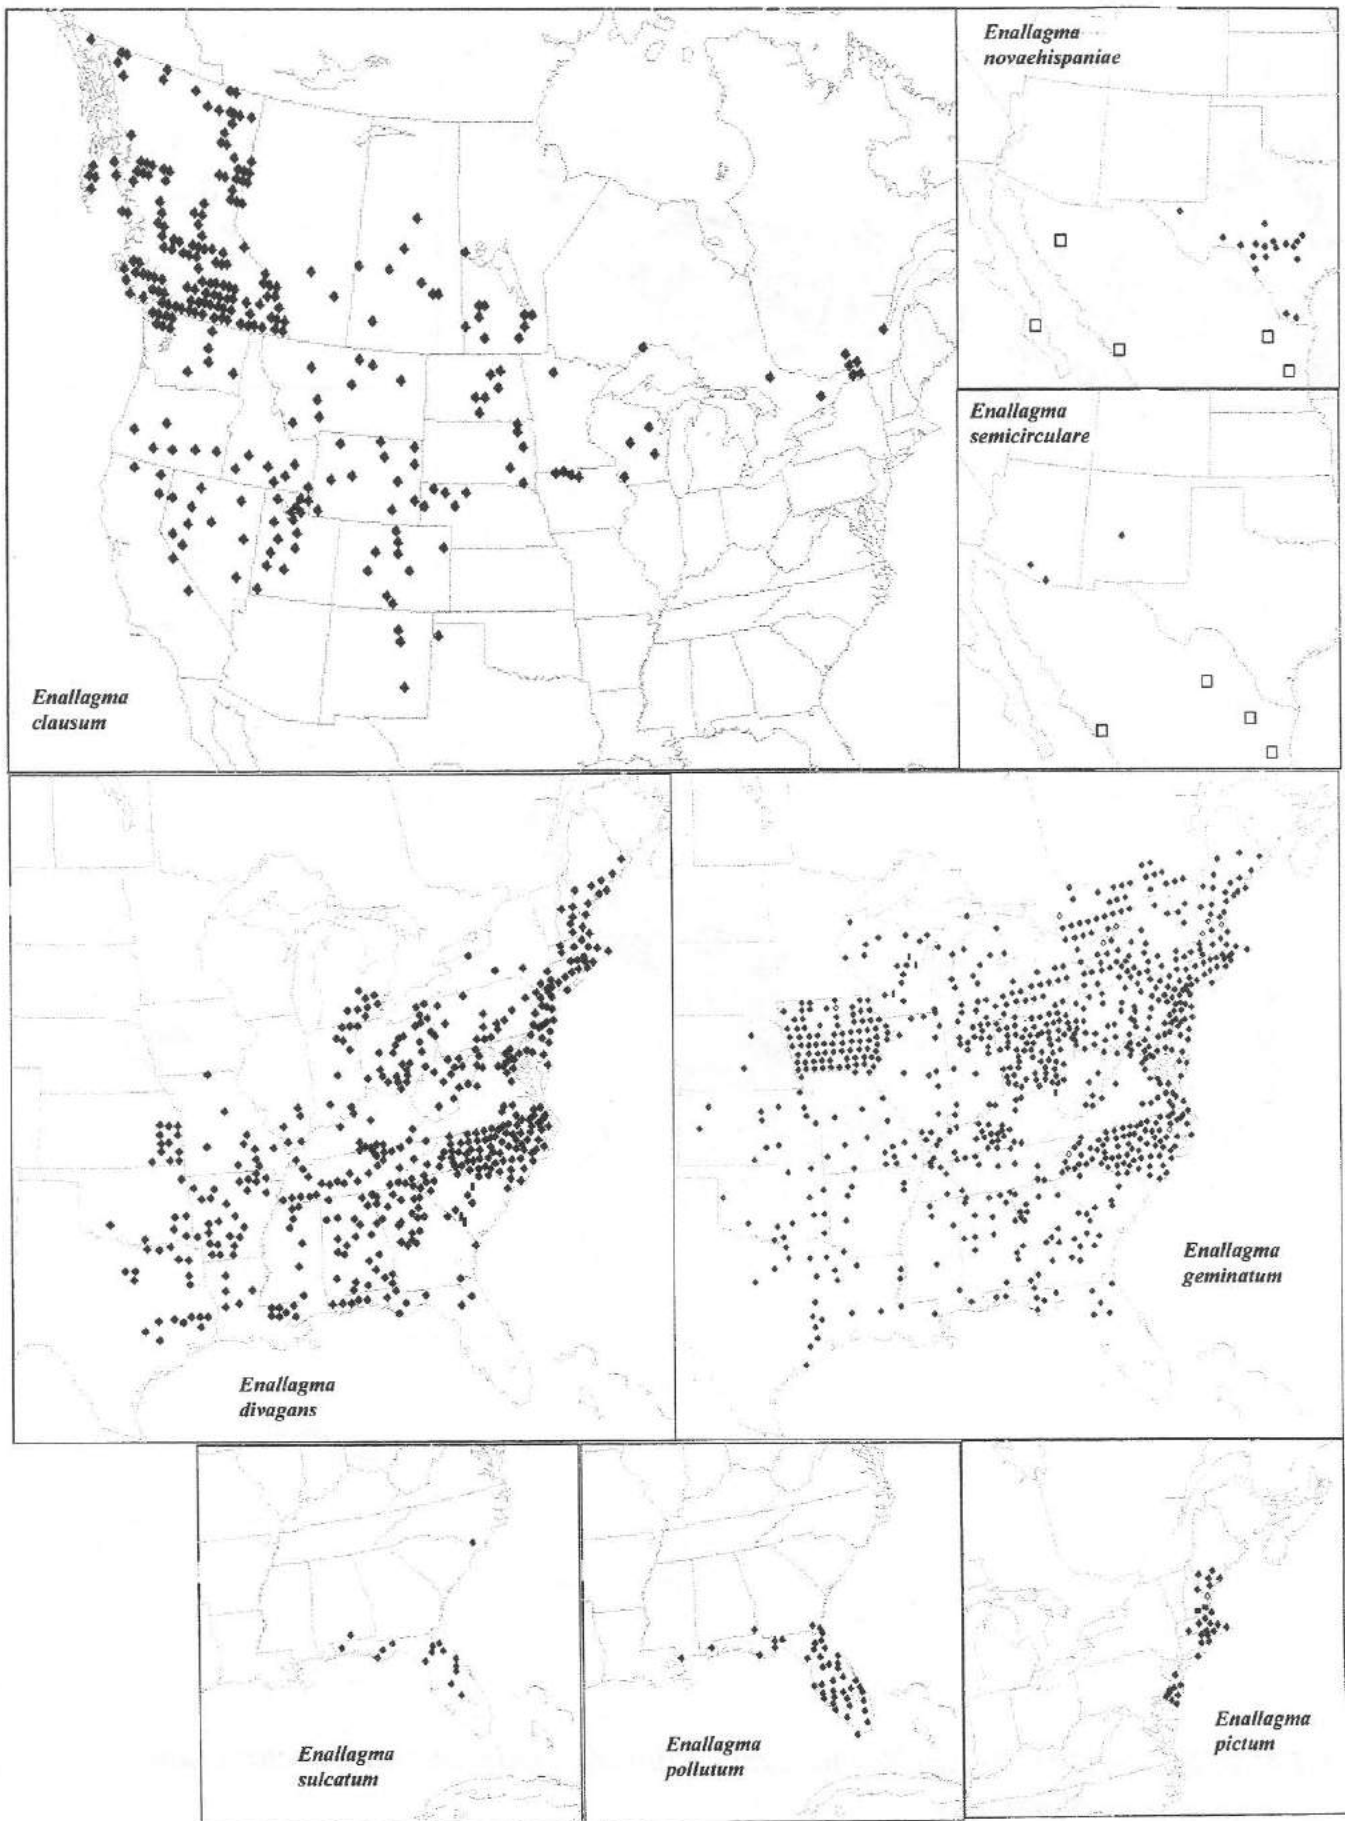 Enallagma
novaehispaniae
Enallagma
semicirculare
Enallagma
clausum
Enallagma
divagans
Enallagma
geminatum
Enallagma
sulcatum
Enallagma
pollutum
Enallagma
pictum